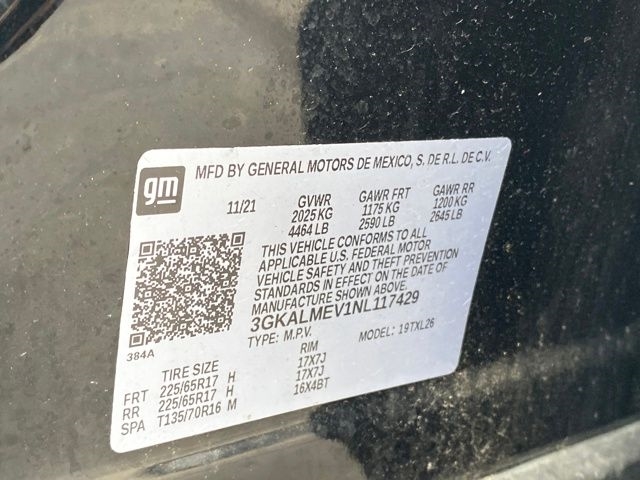 gm
MFD BY GENERAL MOTORS DE MEXICO, S. DE R.L. DE C.V.
11/21 GVWR GAWR FRT GAWR RR
2025 KG 1175 KG 1200 KG
4464 LB 2590 LB 2645 LB
THIS VEHICLE CONFORMS TO ALL
APPLICABLE U.S. FEDERAL MOTOR
VEHICLE SAFETY AND THEFT PREVENTION
STANDARDS IN EFFECT ON THE DATE OF
MANUFACTURE SHOWN ABOVE.
3GKALMEV1NL117429
TYPE: M.P.V. MODEL: 19TXL26
384A
TIRE SIZE RIM
FRT 225/65R17 H 17X7J
RR 225/65R17 H 17X7J
SPA T135/70R16 M 16X4BT